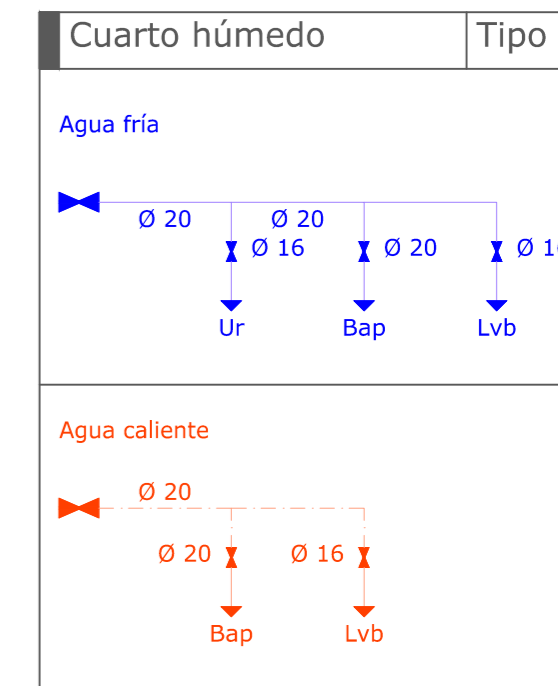 Cuarto húmedo Tipo
Agua fría
Ø 20 Ø 20
Ø 16 Ø 20
Ur Bap Lvb
Agua caliente
Ø 20
Ø 20 Ø 16
Bap Lvb